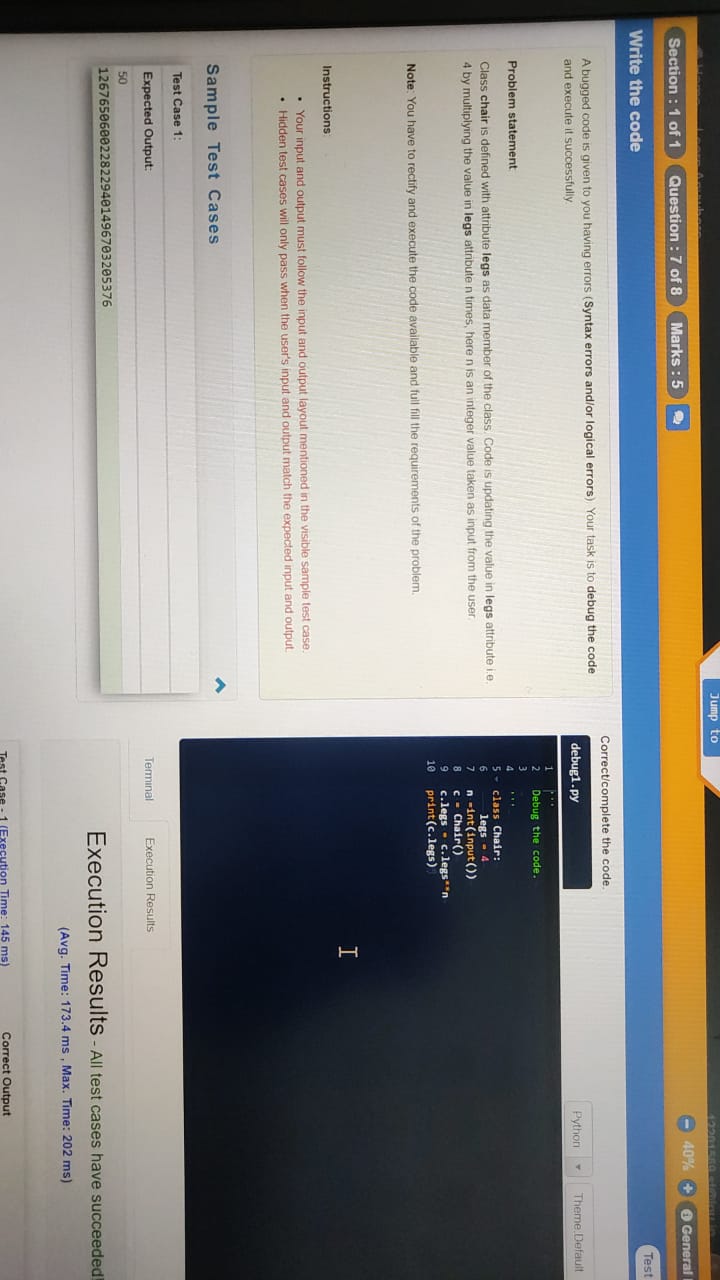 Jump to
Section : 1 of 1 Question : 7 of 8 Marks : 5
- 40% + General
Write the code
Test
A bugged code is given to you having errors (Syntax errors and/or logical errors) Your task is to debug the code
and execute it successfully.
Problem statement
Class chair is defined with attribute legs as data member of the class. Code is updating the value in legs attribute i.e.
4 by multiplying the value in legs attribute n times, here n is an integer value taken as input from the user.
Note: You have to rectify and execute the code available and full fill the requirements of the problem.
Instructions
• Your input and output must follow the input and output layout mentioned in the visible sample test case.
• Hidden test cases will only pass when the user's input and output match the expected input and output.
Sample Test Cases
Test Case 1:
Expected Output:
50
1267650600228229401496703205376
Correct/complete the code.
debug1.py
Python
Theme:Default
1 '''
2 Debug the code.
3
4 '''
5 class Chair:
6 legs = 4
7 n =int(input())
8 c = Chair()
9 c.legs = c.legs**n
10 print(c.legs)
Terminal Execution Results
Execution Results - All test cases have succeeded!
(Avg. Time: 173.4 ms , Max. Time: 202 ms)
Test Case - 1 (Execution Time: 145 ms)
Correct Output